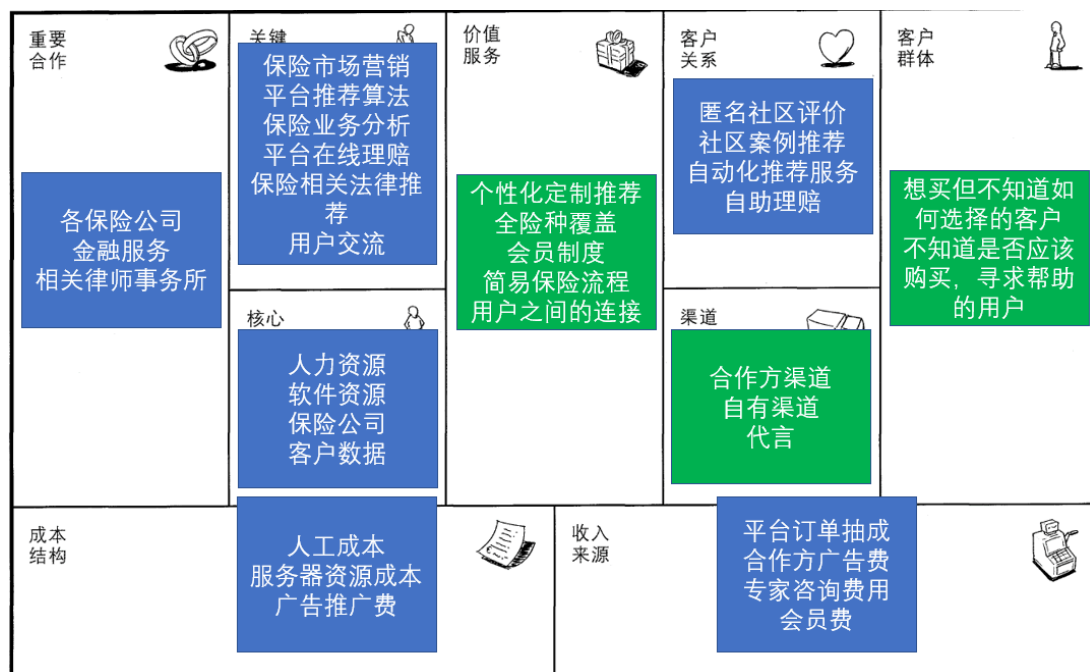 重要
合作
各保险公司
金融服务
相关律师事务所
关键
保险市场营销
平台推荐算法
保险业务分析
平台在线理赔
保险相关法律推
荐
用户交流
核心
人力资源
软件资源
保险公司
客户数据
价值
服务
个性化定制推荐
全险种覆盖
会员制度
简易保险流程
用户之间的连接
客户
关系
匿名社区评价
社区案例推荐
自动化推荐服务
自助理赔
渠道
合作方渠道
自有渠道
代言
客户
群体
想买但不知道如
何选择的客户
不知道是否应该
购买，寻求帮助
的用户
成本
结构
人工成本
服务器资源成本
广告推广费
收入
来源
平台订单抽成
合作方广告费
专家咨询费用
会员费